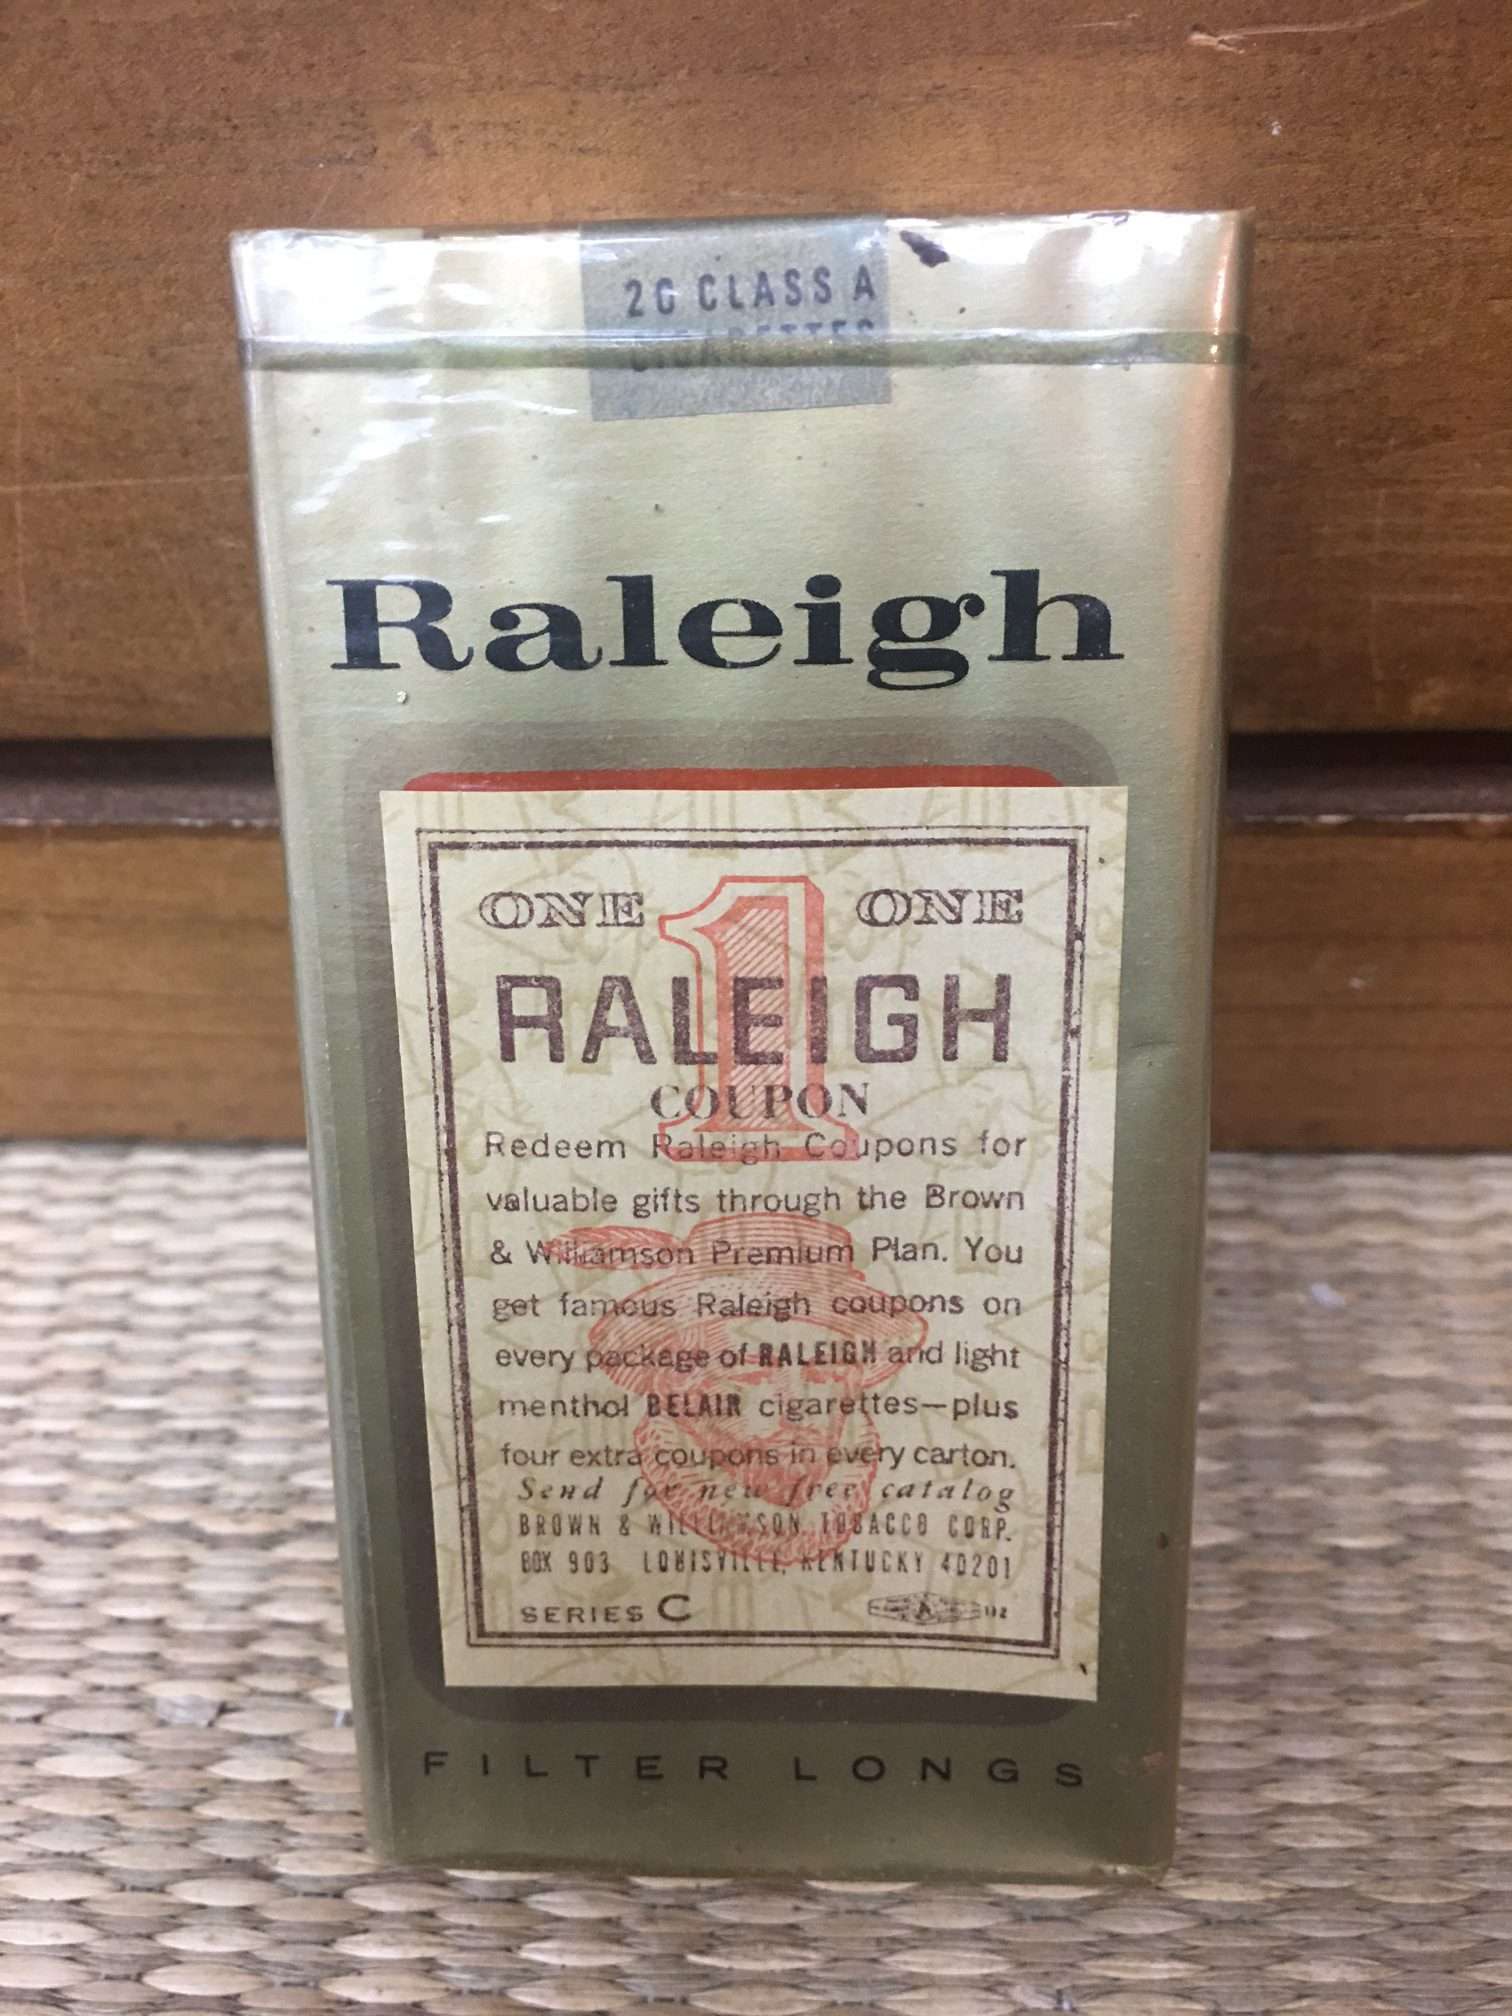 20 CLASS A
CIGARETTES
Raleigh
ONE 1 ONE
RALEIGH
COUPON
Redeem Raleigh Coupons for
valuable gifts through the Brown
& Williamson Premium Plan. You
get famous Raleigh coupons on
every package of RALEIGH and light
menthol BELAIR cigarettes—plus
four extra coupons in every carton.
Send for new free catalog
BROWN & WILLIAMSON TOBACCO CORP.
BOX 903 LOUISVILLE, KENTUCKY 40201
SERIES C
FILTER LONGS